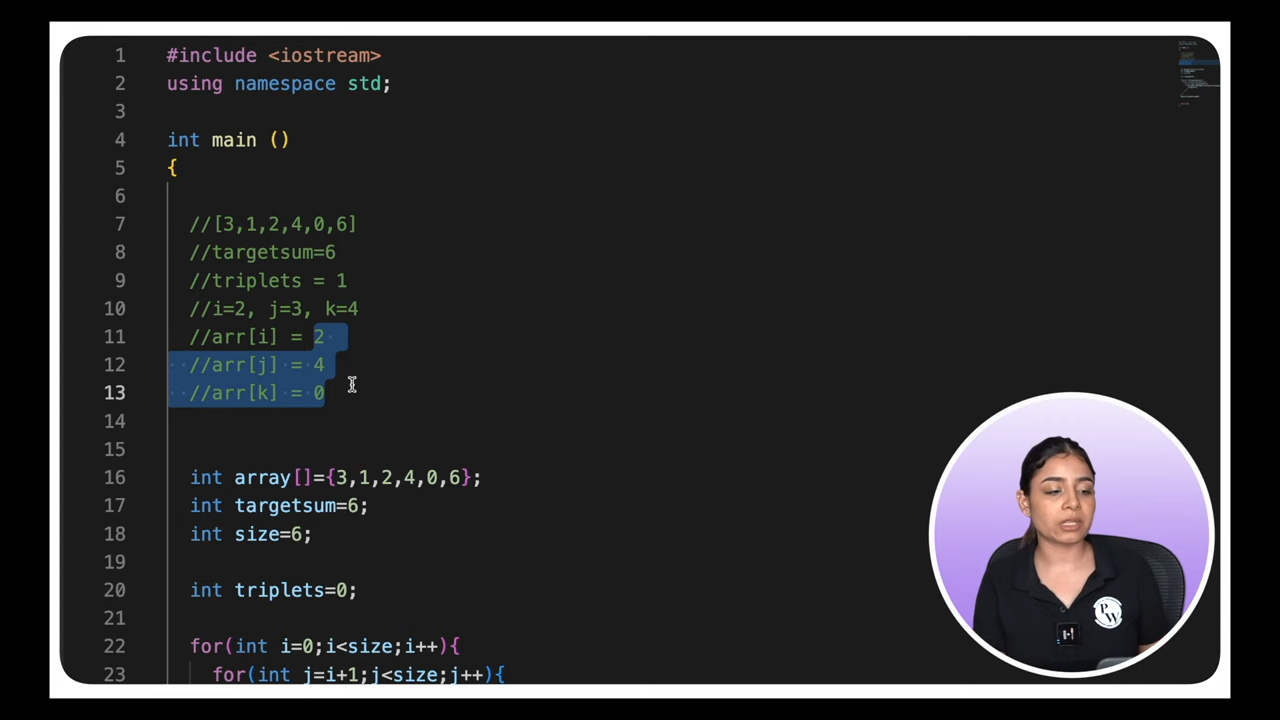 1 #include <iostream>
2 using namespace std;
3
4 int main ()
5 {
6
7 //[3,1,2,4,0,6]
8 //targetsum=6
9 //triplets = 1
10 //i=2, j=3, k=4
11 //arr[i] = 2
12 //arr[j] = 4
13 //arr[k] = 0
14
15
16 int array[]={3,1,2,4,0,6};
17 int targetsum=6;
18 int size=6;
19
20 int triplets=0;
21
22 for(int i=0;i<size;i++){
23 for(int j=i+1;j<size;j++){
PW